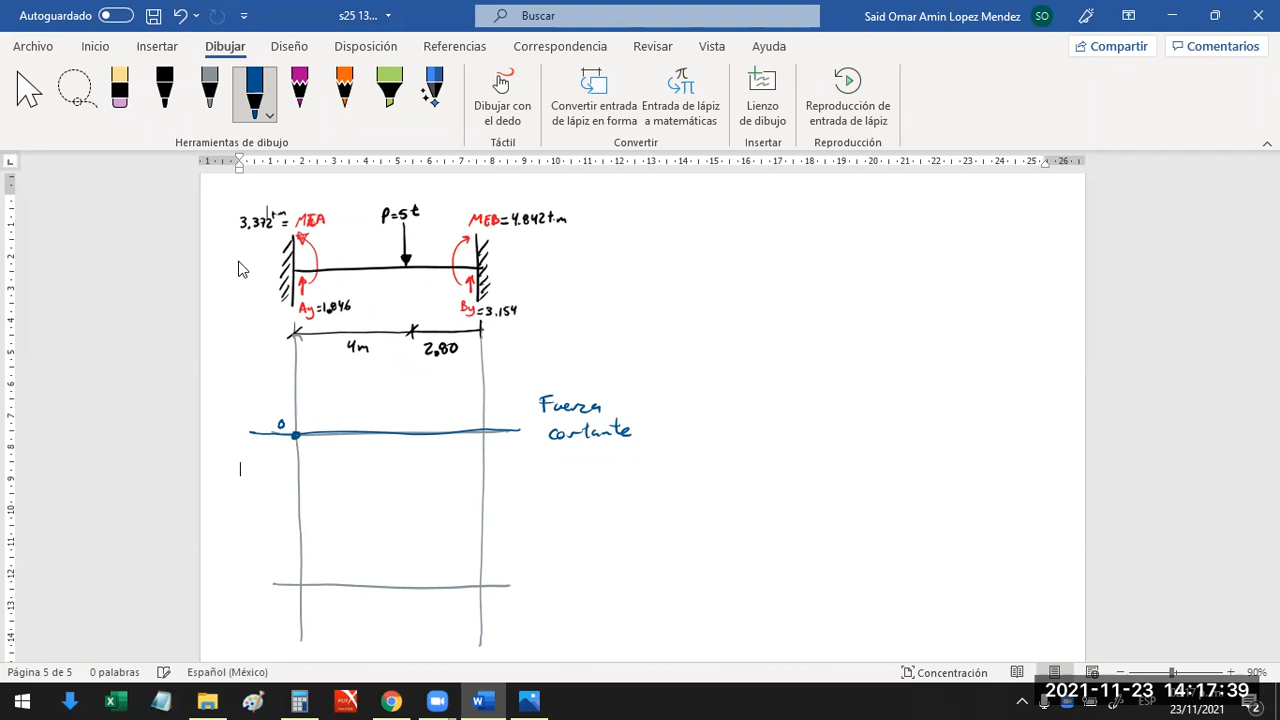 Autoguardado
s25 13...
Buscar
Said Omar Amin Lopez Mendez
SO
Archivo
Inicio
Insertar
Dibujar
Diseño
Disposición
Referencias
Correspondencia
Revisar
Vista
Ayuda
Compartir
Comentarios
Dibujar con el dedo
Convertir entrada de lápiz en forma
Entrada de lápiz a matemáticas
Lienzo de dibujo
Reproducción de entrada de lápiz
Herramientas de dibujo
Táctil
Convertir
Insertar
Reproducción
3.372 t·m = MEA
P=5t
MEB = 4.842 t·m
Ay =1.846
By =3.154
4m
2.80
0
Fuerza
cortante
Página 5 de 5
0 palabras
Español (México)
Concentración
90%
2021-11-23 14:17:39
ESP
23/11/2021
2